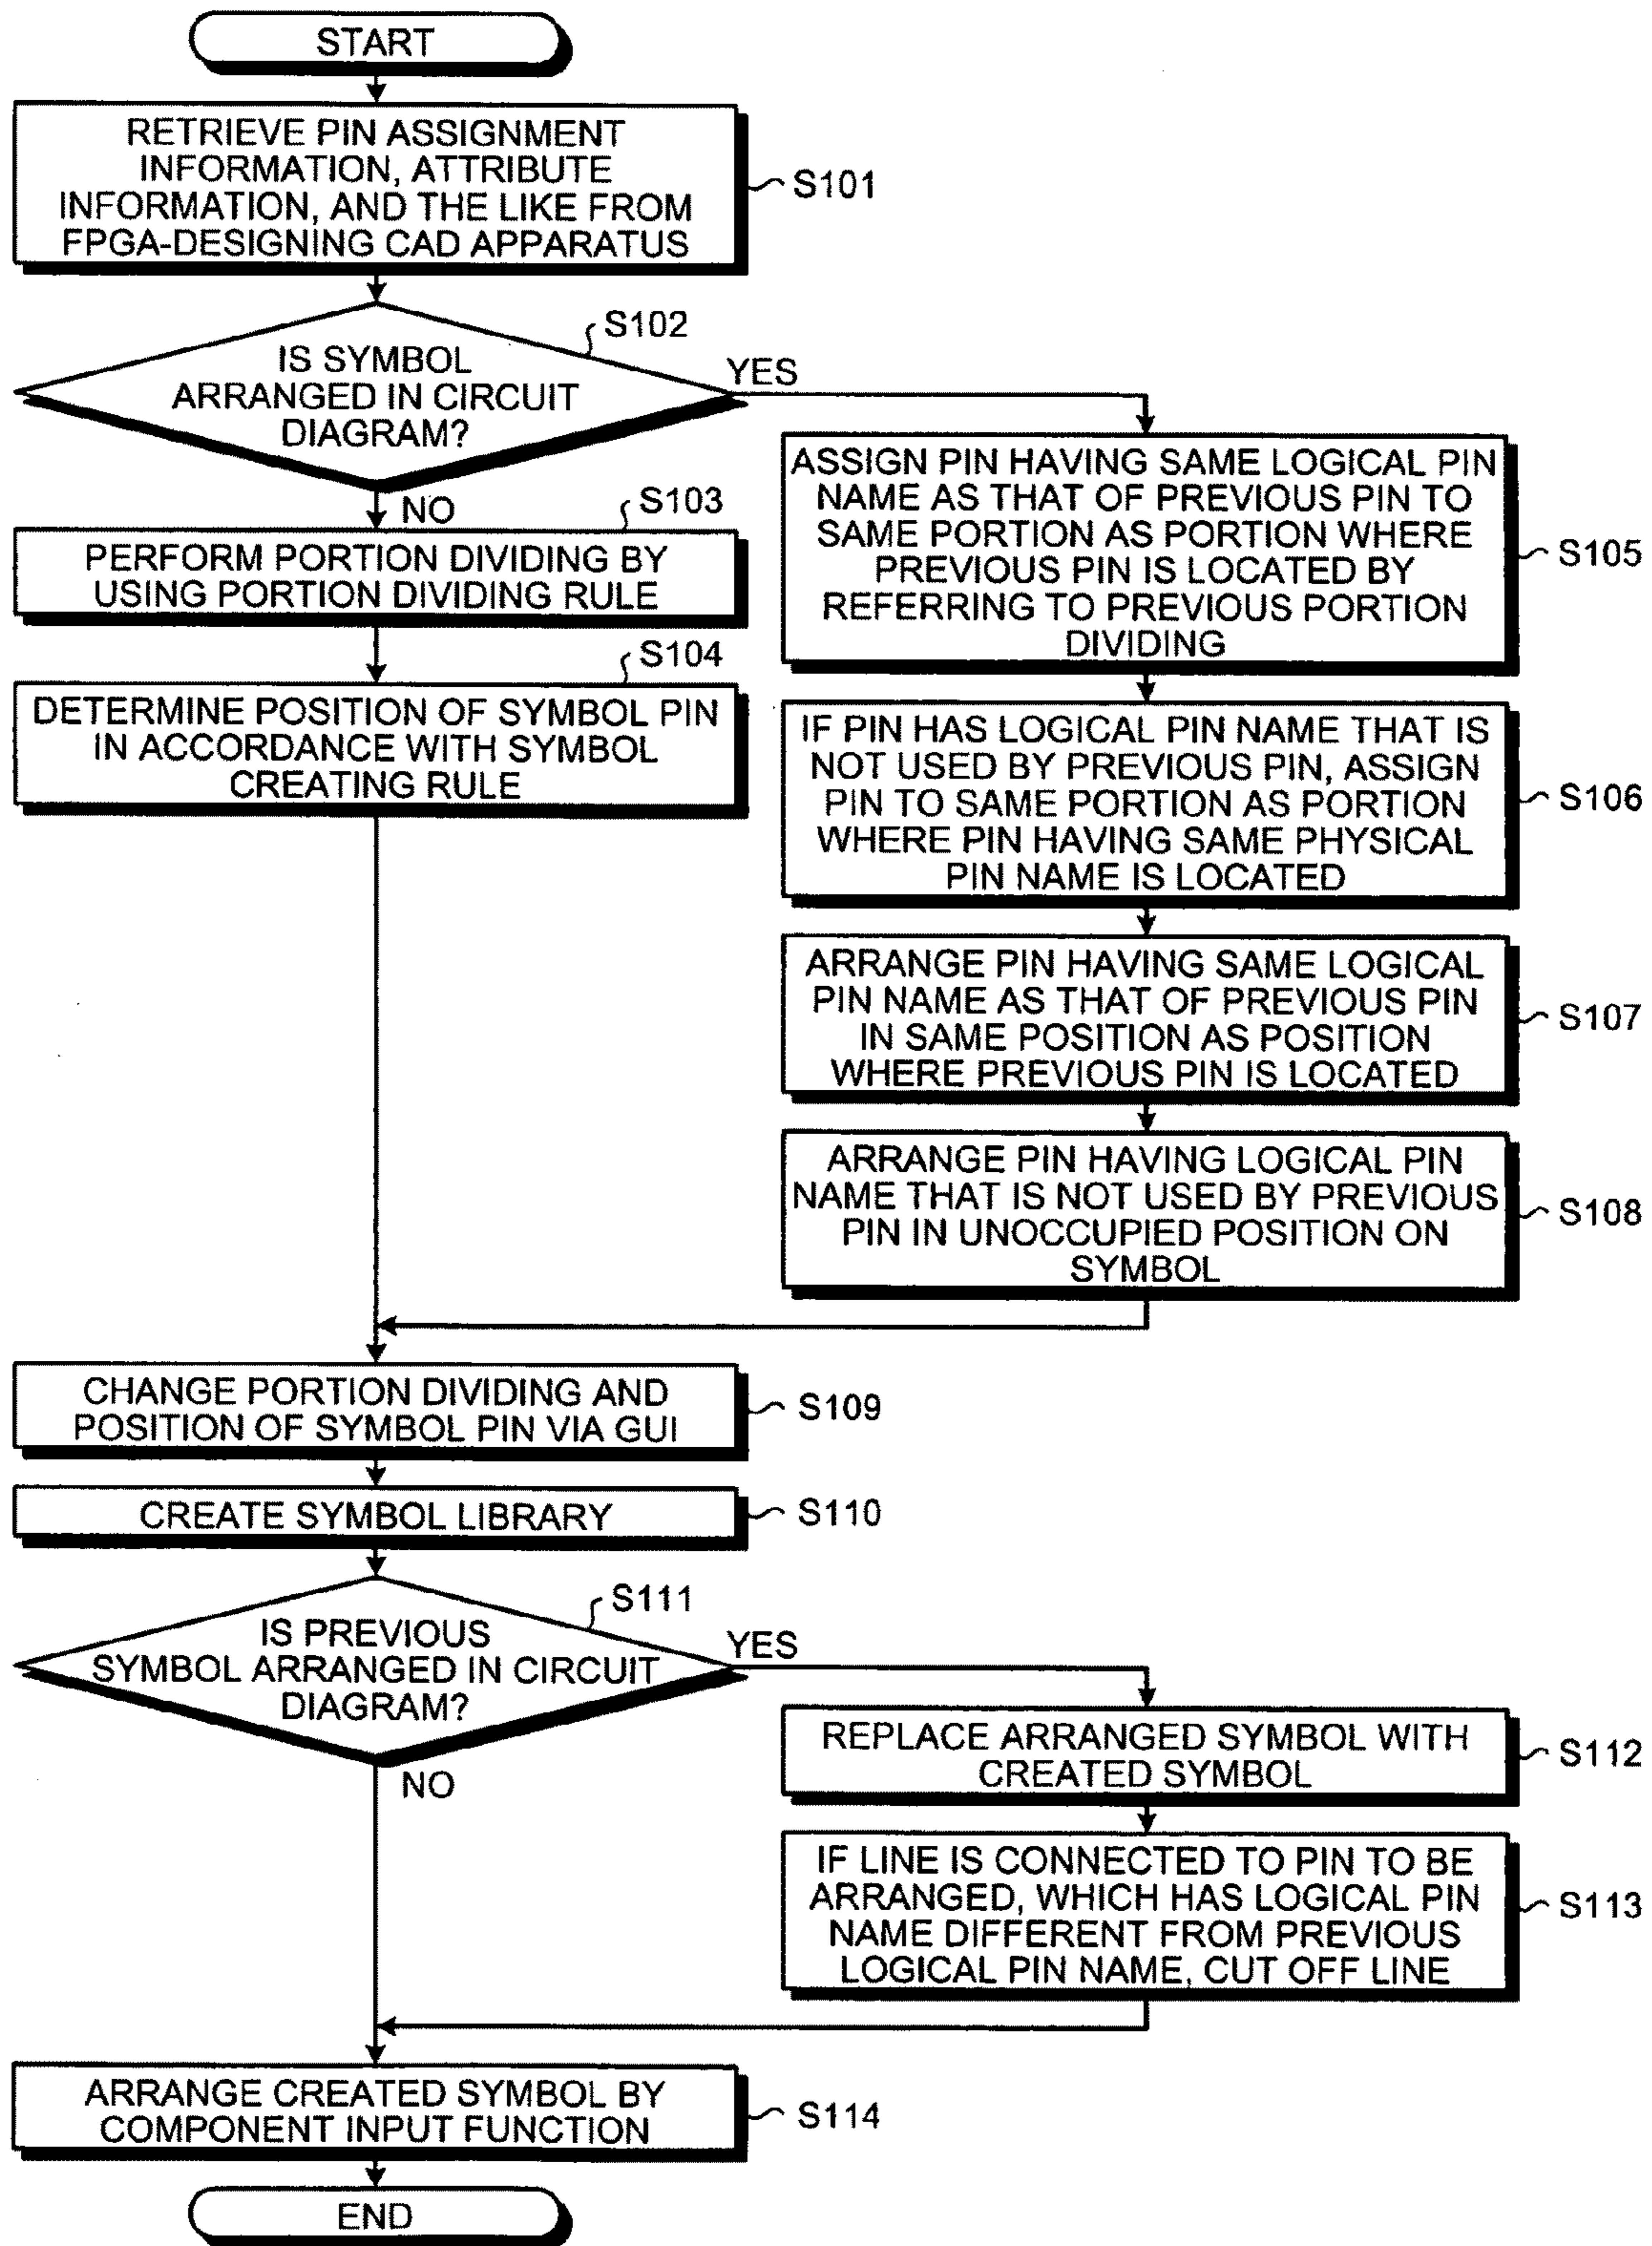 START
RETRIEVE PIN ASSIGNMENT
INFORMATION, ATTRIBUTE
INFORMATION, AND THE LIKE FROM
FPGA-DESIGNING CAD APPARATUS
S101
S102
IS SYMBOL
ARRANGED IN CIRCUIT
DIAGRAM?
YES
NO
S103
PERFORM PORTION DIVIDING BY
USING PORTION DIVIDING RULE
S104
DETERMINE POSITION OF SYMBOL PIN
IN ACCORDANCE WITH SYMBOL
CREATING RULE
ASSIGN PIN HAVING SAME LOGICAL PIN
NAME AS THAT OF PREVIOUS PIN TO
SAME PORTION AS PORTION WHERE
PREVIOUS PIN IS LOCATED BY
REFERRING TO PREVIOUS PORTION
DIVIDING
S105
IF PIN HAS LOGICAL PIN NAME THAT IS
NOT USED BY PREVIOUS PIN, ASSIGN
PIN TO SAME PORTION AS PORTION
WHERE PIN HAVING SAME PHYSICAL
PIN NAME IS LOCATED
S106
ARRANGE PIN HAVING SAME LOGICAL
PIN NAME AS THAT OF PREVIOUS PIN
IN SAME POSITION AS POSITION
WHERE PREVIOUS PIN IS LOCATED
S107
ARRANGE PIN HAVING LOGICAL PIN
NAME THAT IS NOT USED BY PREVIOUS
PIN IN UNOCCUPIED POSITION ON
SYMBOL
S108
CHANGE PORTION DIVIDING AND
POSITION OF SYMBOL PIN VIA GUI
S109
CREATE SYMBOL LIBRARY
S110
S111
IS PREVIOUS
SYMBOL ARRANGED IN CIRCUIT
DIAGRAM?
YES
NO
REPLACE ARRANGED SYMBOL WITH
CREATED SYMBOL
S112
IF LINE IS CONNECTED TO PIN TO BE
ARRANGED, WHICH HAS LOGICAL PIN
NAME DIFFERENT FROM PREVIOUS
LOGICAL PIN NAME, CUT OFF LINE
S113
ARRANGE CREATED SYMBOL BY
COMPONENT INPUT FUNCTION
S114
END